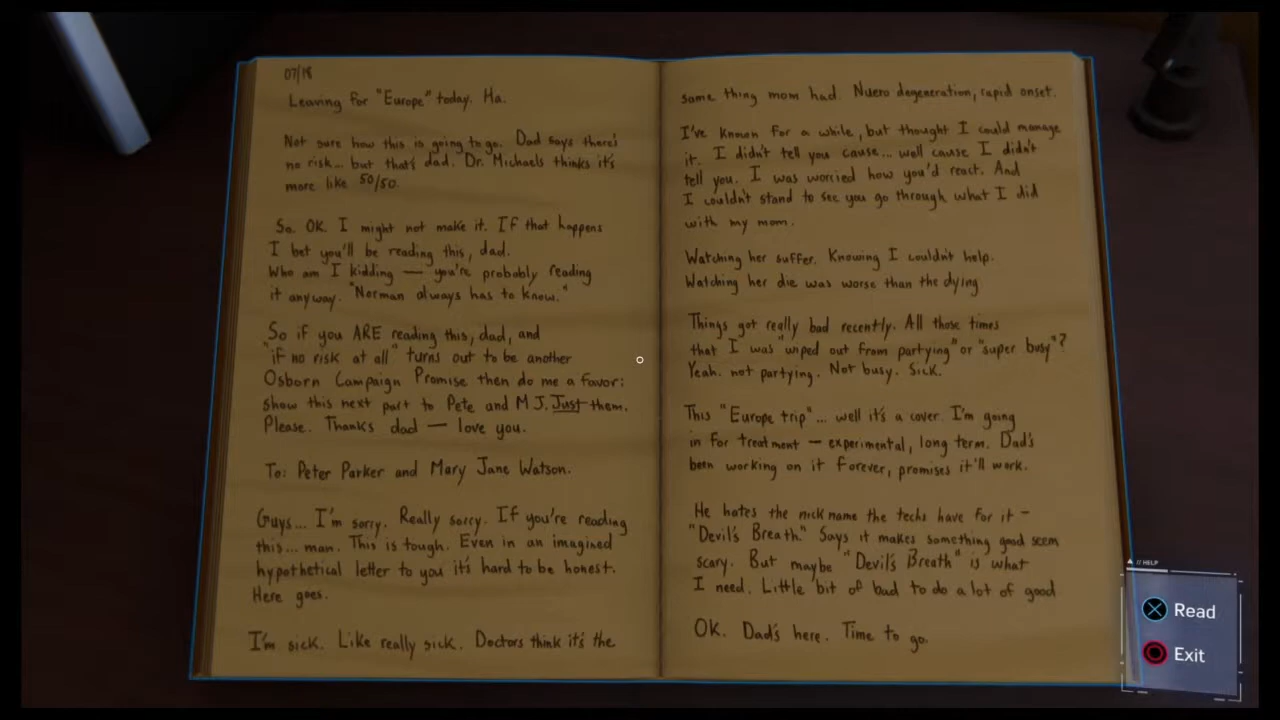 07/18
Leaving for "Europe" today. Ha.
Not sure how this is going to go. Dad says there's
no risk... but that's dad. Dr. Michaels thinks it's
more like 50/50.
So. OK. I might not make it. If that happens
I bet you'll be reading this, dad.
Who am I kidding — you're probably reading
it anyway. "Norman always has to know."
So if you ARE reading this, dad, and
"if no risk at all" turns out to be another
Osborn Campaign Promise then do me a favor:
show this next part to Pete and MJ. Just them.
Please. Thanks dad — love you.
To: Peter Parker and Mary Jane Watson.
Guys... I'm sorry. Really sorry. If you're reading
this... man. This is tough. Even in an imagined
hypothetical letter to you it's hard to be honest.
Here goes.
I'm sick. Like really sick. Doctors think it's the
same thing mom had. Nuero degeneration, rapid onset.
I've known for a while, but thought I could manage
it. I didn't tell you cause... well cause I didn't
tell you. I was worried how you'd react. And
I couldn't stand to see you go through what I did
with my mom.
Watching her suffer. Knowing I couldn't help.
Watching her die was worse than the dying
Things got really bad recently. All those times
that I was "wiped out from partying" or "super busy"?
Yeah. not partying. Not busy. Sick.
This "Europe trip"... well it's a cover. I'm going
in for treatment — experimental, long term. Dad's
been working on it forever, promises it'll work.
He hates the nickname the techs have for it -
"Devil's Breath." Says it makes something good seem
scary. But maybe "Devil's Breath" is what
I need. Little bit of bad to do a lot of good
OK. Dad's here. Time to go.
// HELP
Read
Exit